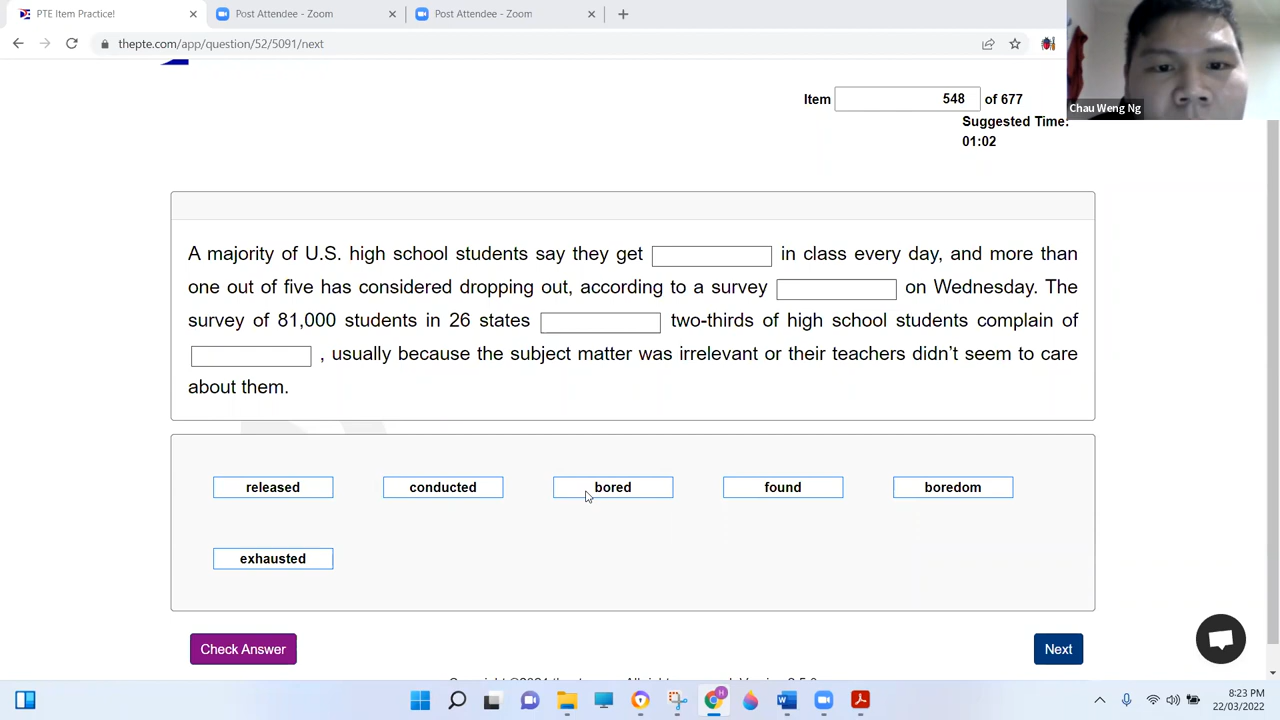 PTE Item Practice!
Post Attendee - Zoom
Post Attendee - Zoom
thepte.com/app/question/52/5091/next
Chau Weng Ng
Item 548 of 677
Suggested Time:
01:02
A majority of U.S. high school students say they get in class every day, and more than
one out of five has considered dropping out, according to a survey on Wednesday. The
survey of 81,000 students in 26 states two-thirds of high school students complain of
, usually because the subject matter was irrelevant or their teachers didn't seem to care
about them.
released conducted bored found boredom
exhausted
Check Answer Next
8:23 PM
22/03/2022